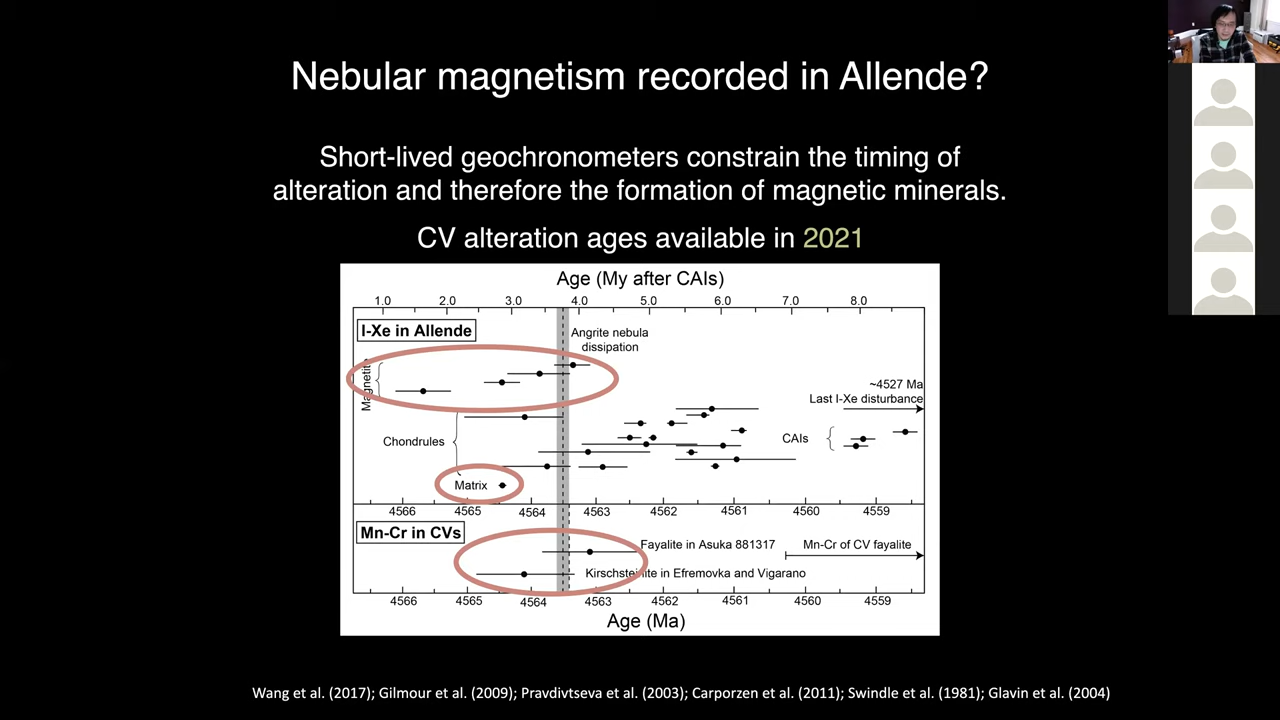 Nebular magnetism recorded in Allende?
Short-lived geochronometers constrain the timing of
alteration and therefore the formation of magnetic minerals.
CV alteration ages available in 2021
Age (My after CAIs)
1.0 2.0 3.0 4.0 5.0 6.0 7.0 8.0
I-Xe in Allende
Angrite nebula
dissipation
Magnetite
~4527 Ma
Last I-Xe disturbance
Chondrules
CAIs
Matrix
4566 4565 4564 4563 4562 4561 4560 4559
Mn-Cr in CVs
Fayalite in Asuka 881317
Mn-Cr of CV fayalite
Kirschsteinite in Efremovka and Vigarano
4566 4565 4564 4563 4562 4561 4560 4559
Age (Ma)
Wang et al. (2017); Gilmour et al. (2009); Pravdivtseva et al. (2003); Carporzen et al. (2011); Swindle et al. (1981); Glavin et al. (2004)